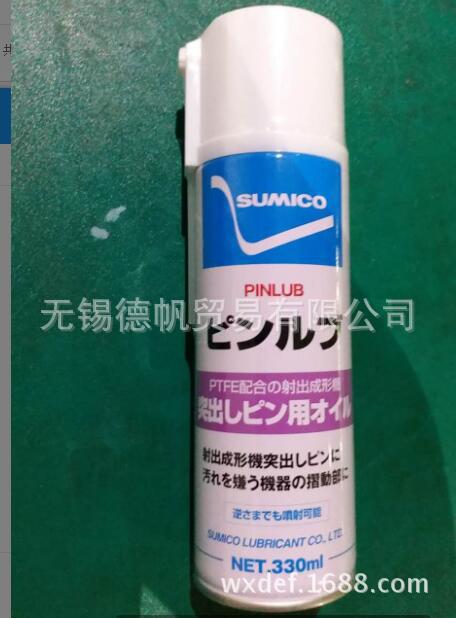 共
SUMICO
PINLUB
ピンルブ
无锡德帆贸易有限公司
PTFE配合の射出成形機
突出しピン用オイル
射出成形機突出しピンに
汚れを嫌う機器の摺動部に
逆さまでも噴射可能
SUMICO LUBRICANT CO., LTD.
NET.330ml
wxdef.1688.com